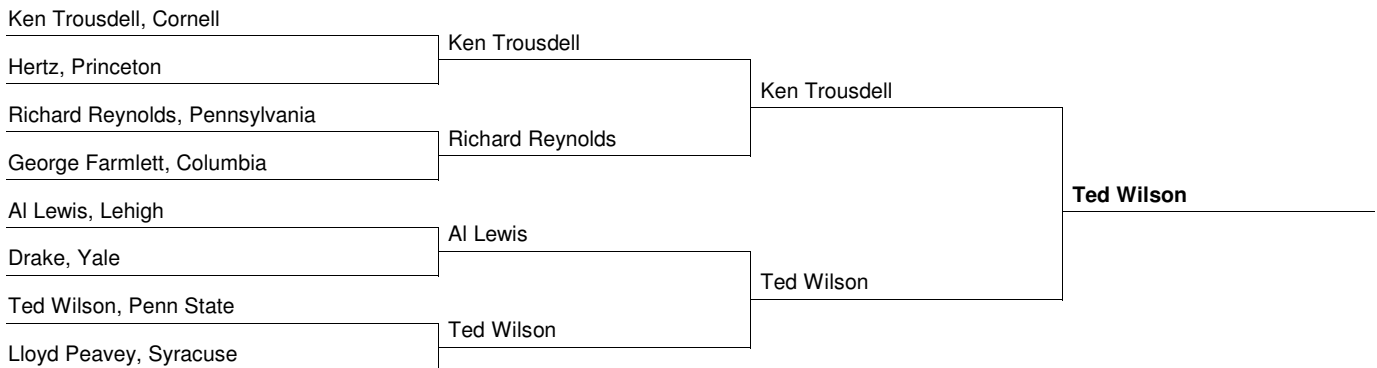 Ken Trousdell, Cornell
Hertz, Princeton
Richard Reynolds, Pennsylvania
George Farmlett, Columbia
Al Lewis, Lehigh
Drake, Yale
Ted Wilson, Penn State
Lloyd Peavey, Syracuse
Ken Trousdell
Richard Reynolds
Al Lewis
Ted Wilson
Ken Trousdell
Ted Wilson
Ted Wilson